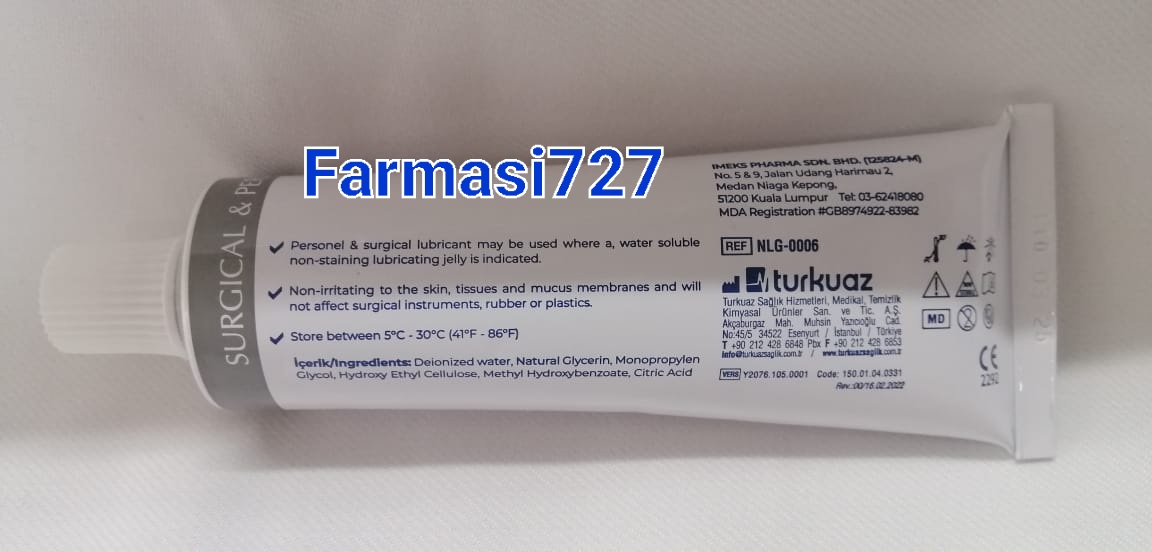 Farmasi727
SURGICAL & PE
✓ Personel & surgical lubricant may be used where a, water soluble
non-staining lubricating jelly is indicated.
✓ Non-irritating to the skin, tissues and mucus membranes and will
not affect surgical instruments, rubber or plastics.
✓ Store between 5°C - 30°C (41°F - 86°F)
İçerik/Ingredients: Deionized water, Natural Glycerin, Monopropylen
Glycol, Hydroxy Ethyl Cellulose, Methyl Hydroxybenzoate, Citric Acid
IMEKS PHARMA SDN. BHD. (125824-M)
No. 5 & 9, Jalan Udang Harimau 2,
Medan Niaga Kepong,
51200 Kuala Lumpur Tel: 03-62418080
MDA Registration #GB8974922-83982
REF NLG-0006
turkuaz
Turkuaz Sağlık Hizmetleri, Medikal, Temizlik
Kimyasal Ürünler San. ve Tic. A.Ş.
Akçaburgaz Mah. Muhsin Yazıcıoğlu Cad.
No:45/5 34522 Esenyurt / İstanbul / Türkiye
T +90 212 428 6848 Pbx F +90 212 428 6853
info@turkuazsaglik.com.tr / www.turkuazsaglik.com.tr
VERS Y2076.105.0001 Code: 150.01.04.0331
Rev.:00/16.02.2022
MD
CE
2292